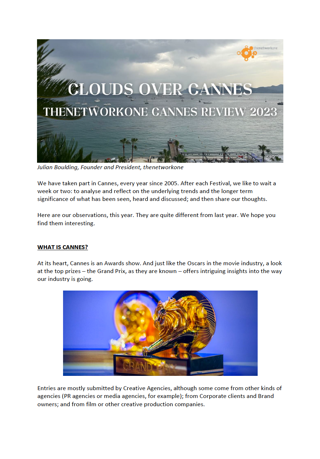 CLOUDS OVER CANNES
THENETWORKONE CANNES REVIEW 2023
Julian Boulding, Founder and President, thenetworkone
We have taken part in Cannes, every year since 2005. After each Festival, we like to wait a
week or two: to analyse and reflect on the underlying trends and the longer term
significance of what has been seen, heard and discussed; and then share our thoughts.
Here are our observations, this year. They are quite different from last year. We hope you
find them interesting.
WHAT IS CANNES?
At its heart, Cannes is an Awards show. And just like the Oscars in the movie industry, a look
at the top prizes – the Grand Prix, as they are known – offers intriguing insights into the way
our industry is going.
GRAND PRIX
Entries are mostly submitted by Creative Agencies, although some come from other kinds of
agencies (PR agencies or media agencies, for example); from Corporate clients and Brand
owners; and from film or other creative production companies.